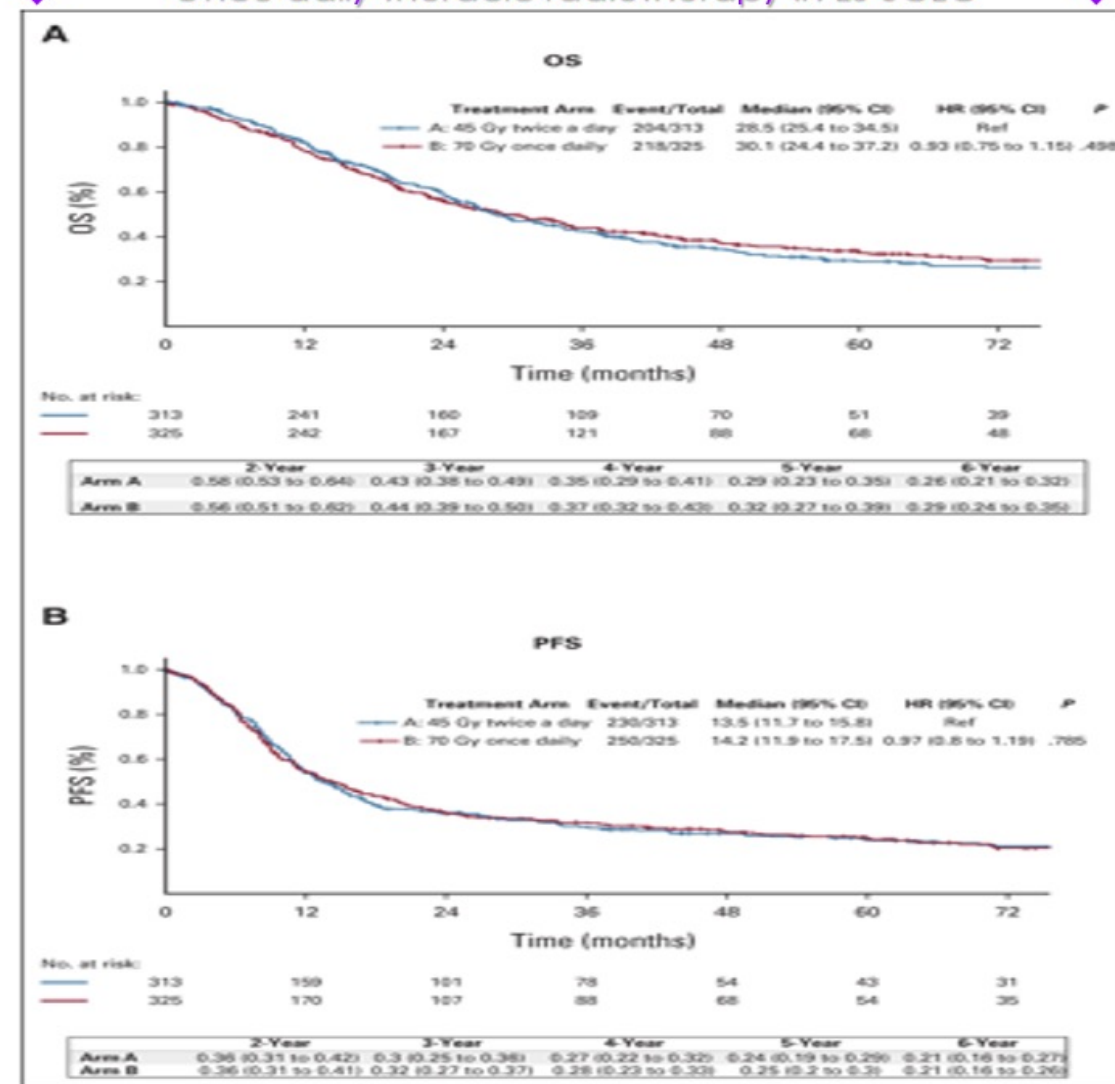 once daily thoracic radiotherapy in LS-SCLC
A
OS
Treatment Arm Event/Total Median (95% CI) HR (95% CI) P
A: 45 Gy twice a day 204/313 28.5 (25.4 to 34.5) Ref
B: 70 Gy once daily 218/325 30.1 (24.4 to 37.2) 0.93 (0.75 to 1.15) .498
1.0
0.8
0.6
0.4
0.2
OS (%)
0 12 24 36 48 60 72
Time (months)
No. at risk:
313 241 160 109 70 51 39
325 242 167 121 88 68 48
2-Year 3-Year 4-Year 5-Year 6-Year
Arm A 0.58 (0.53 to 0.64) 0.43 (0.38 to 0.49) 0.35 (0.29 to 0.41) 0.29 (0.23 to 0.35) 0.26 (0.21 to 0.32)
Arm B 0.56 (0.51 to 0.62) 0.44 (0.39 to 0.50) 0.37 (0.32 to 0.43) 0.32 (0.27 to 0.39) 0.29 (0.24 to 0.35)
B
PFS
Treatment Arm Event/Total Median (95% CI) HR (95% CI) P
A: 45 Gy twice a day 230/313 13.5 (11.7 to 15.8) Ref
B: 70 Gy once daily 250/325 14.2 (11.9 to 17.5) 0.97 (0.8 to 1.19) .785
1.0
0.8
0.6
0.4
0.2
PFS (%)
0 12 24 36 48 60 72
Time (months)
No. at risk:
313 159 101 78 54 43 31
325 170 107 88 68 54 35
2-Year 3-Year 4-Year 5-Year 6-Year
Arm A 0.36 (0.31 to 0.42) 0.3 (0.25 to 0.36) 0.27 (0.22 to 0.32) 0.24 (0.19 to 0.29) 0.21 (0.16 to 0.27)
Arm B 0.36 (0.31 to 0.41) 0.32 (0.27 to 0.37) 0.28 (0.23 to 0.33) 0.25 (0.2 to 0.3) 0.21 (0.16 to 0.26)